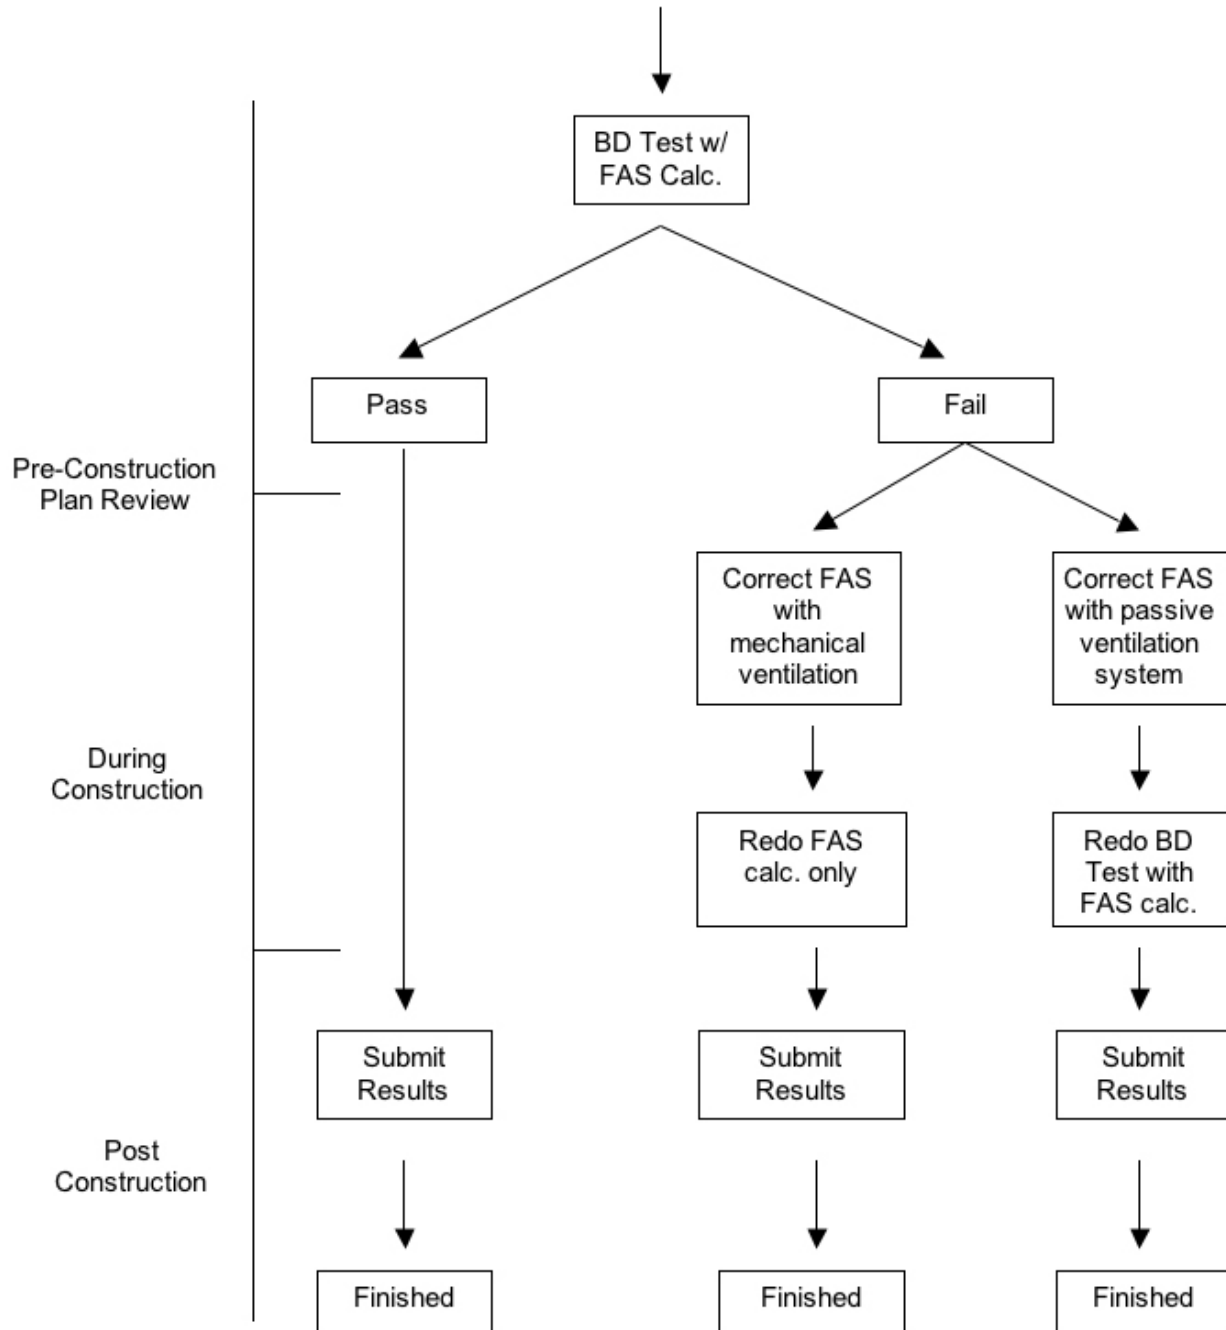 BD Test w/
FAS Calc.
Pass
Fail
Pre-Construction
Plan Review
Correct FAS
with
mechanical
ventilation
Correct FAS
with passive
ventilation
system
During
Construction
Redo FAS
calc. only
Redo BD
Test with
FAS calc.
Submit
Results
Submit
Results
Submit
Results
Post
Construction
Finished
Finished
Finished